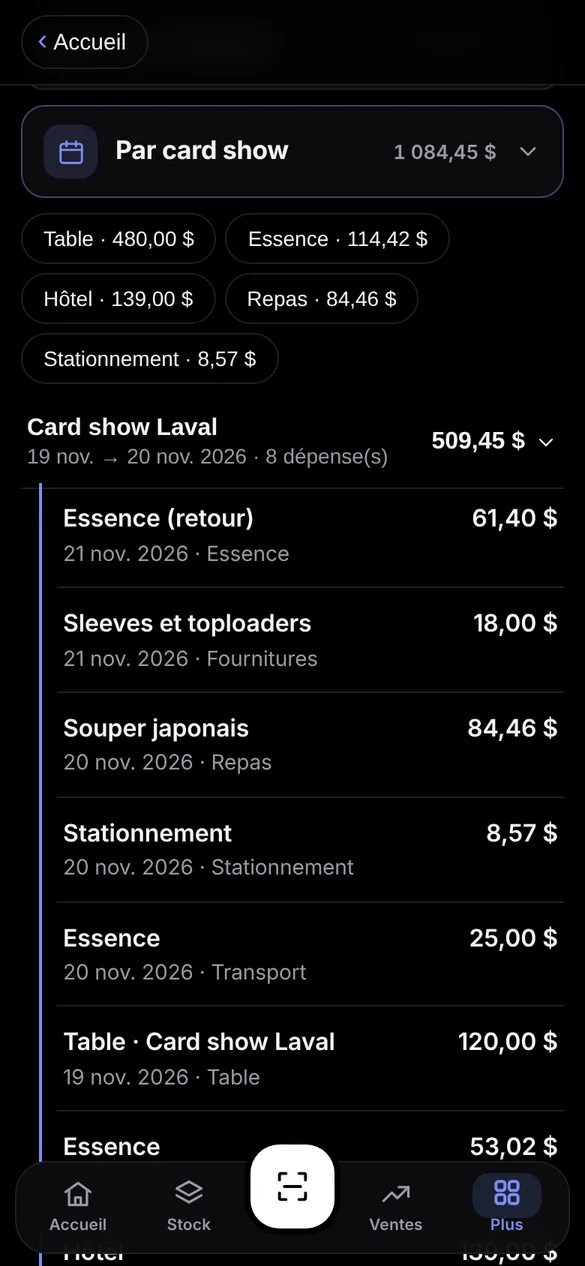 Accueil
Par card show 1 084,45 $
Table · 480,00 $ Essence · 114,42 $
Hôtel · 139,00 $ Repas · 84,46 $
Stationnement · 8,57 $
Card show Laval 509,45 $
19 nov. → 20 nov. 2026 · 8 dépense(s)
Essence (retour) 61,40 $
21 nov. 2026 · Essence
Sleeves et toploaders 18,00 $
21 nov. 2026 · Fournitures
Souper japonais 84,46 $
20 nov. 2026 · Repas
Stationnement 8,57 $
20 nov. 2026 · Stationnement
Essence 25,00 $
20 nov. 2026 · Transport
Table · Card show Laval 120,00 $
19 nov. 2026 · Table
Essence 53,02 $
Accueil Stock Ventes Plus
Hôtel 139,00 $